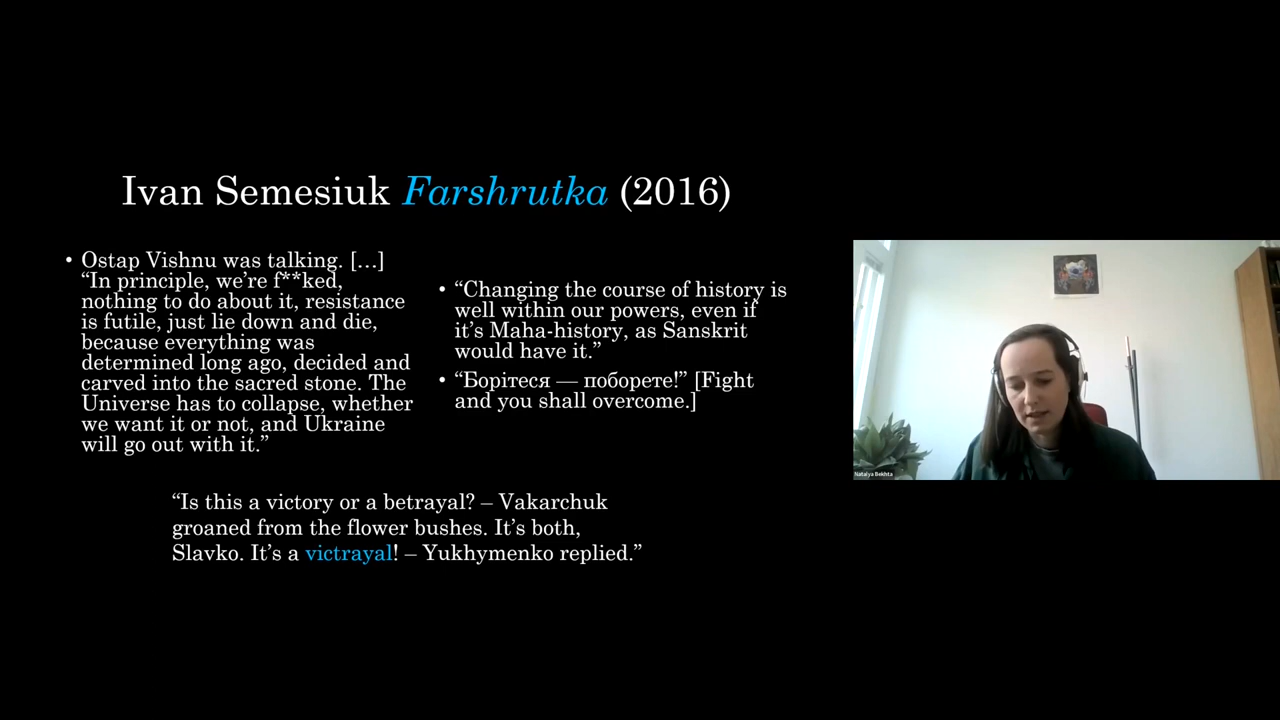 Ivan Semesiuk Farshrutka (2016)
• Ostap Vishnu was talking. […]
“In principle, we’re f**ked,
nothing to do about it, resistance
is futile, just lie down and die,
because everything was
determined long ago, decided and
carved into the sacred stone. The
Universe has to collapse, whether
we want it or not, and Ukraine
will go out with it.”
• “Changing the course of history is
well within our powers, even if
it’s Maha-history, as Sanskrit
would have it.”
• “Борітеся — поборете!” [Fight
and you shall overcome.]
“Is this a victory or a betrayal? – Vakarchuk
groaned from the flower bushes. It’s both,
Slavko. It’s a victrayal! – Yukhymenko replied.”
Natalya Bekhta